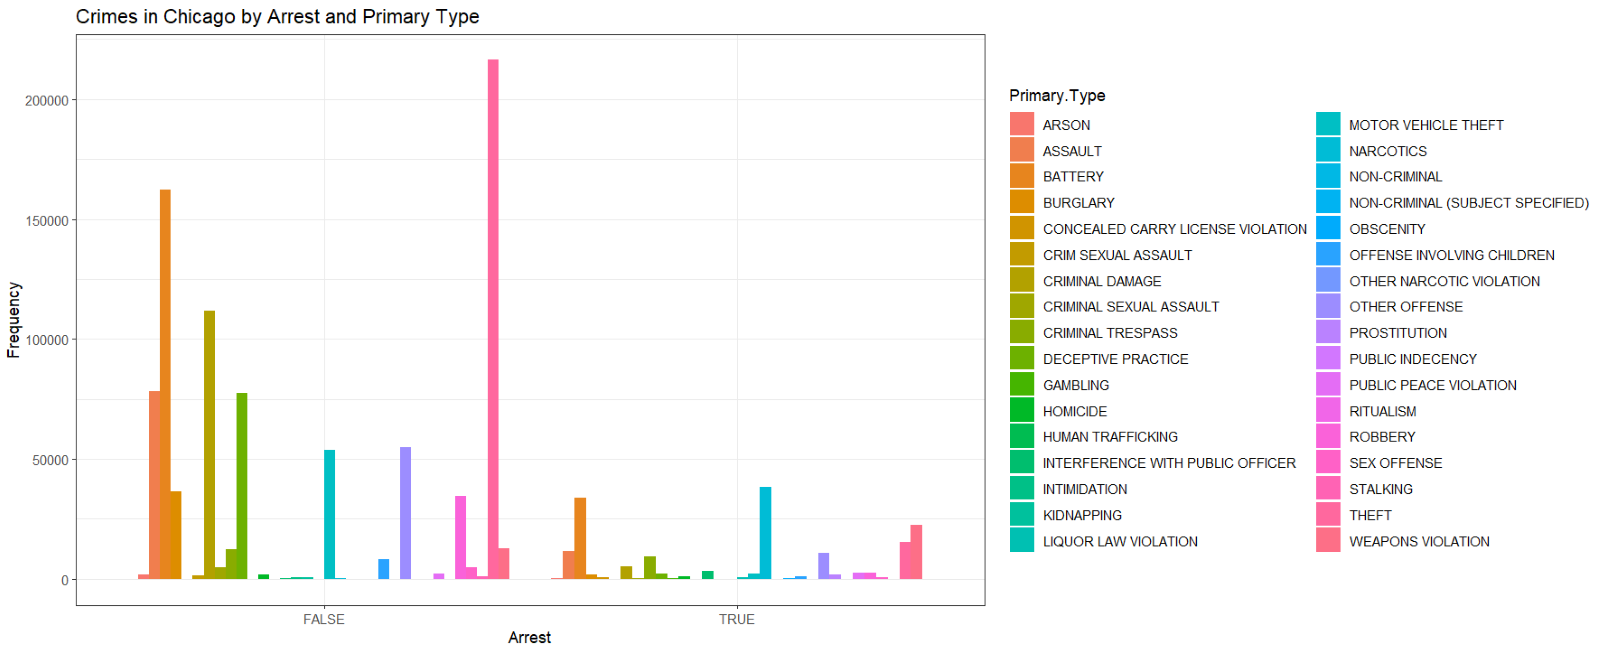 Crimes in Chicago by Arrest and Primary Type
Frequency
200000
150000
100000
50000
0
FALSE
TRUE
Arrest
Primary.Type
ARSON
ASSAULT
BATTERY
BURGLARY
CONCEALED CARRY LICENSE VIOLATION
CRIM SEXUAL ASSAULT
CRIMINAL DAMAGE
CRIMINAL SEXUAL ASSAULT
CRIMINAL TRESPASS
DECEPTIVE PRACTICE
GAMBLING
HOMICIDE
HUMAN TRAFFICKING
INTERFERENCE WITH PUBLIC OFFICER
INTIMIDATION
KIDNAPPING
LIQUOR LAW VIOLATION
MOTOR VEHICLE THEFT
NARCOTICS
NON-CRIMINAL
NON-CRIMINAL (SUBJECT SPECIFIED)
OBSCENITY
OFFENSE INVOLVING CHILDREN
OTHER NARCOTIC VIOLATION
OTHER OFFENSE
PROSTITUTION
PUBLIC INDECENCY
PUBLIC PEACE VIOLATION
RITUALISM
ROBBERY
SEX OFFENSE
STALKING
THEFT
WEAPONS VIOLATION